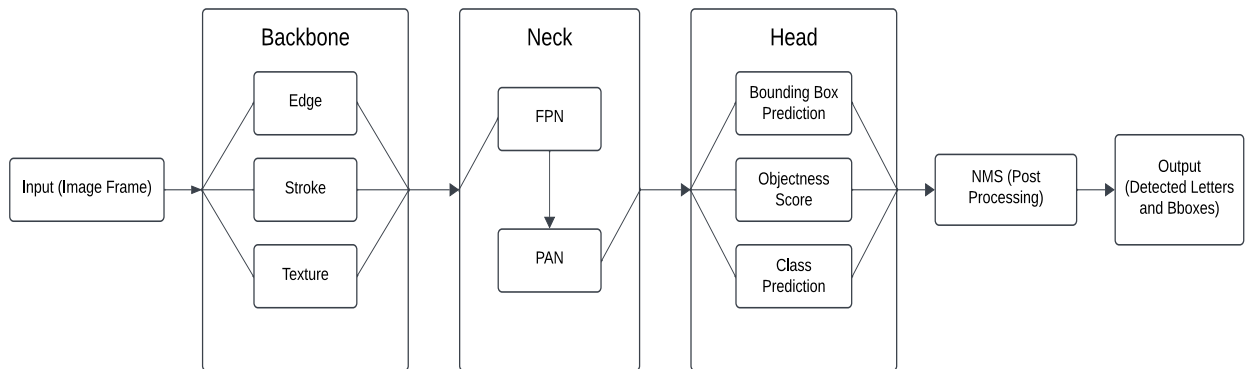 Backbone
Neck
Head
Edge
Stroke
Texture
FPN
PAN
Bounding Box
Prediction
Objectness
Score
Class
Prediction
Input (Image Frame)
NMS (Post
Processing)
Output
(Detected Letters
and Bboxes)